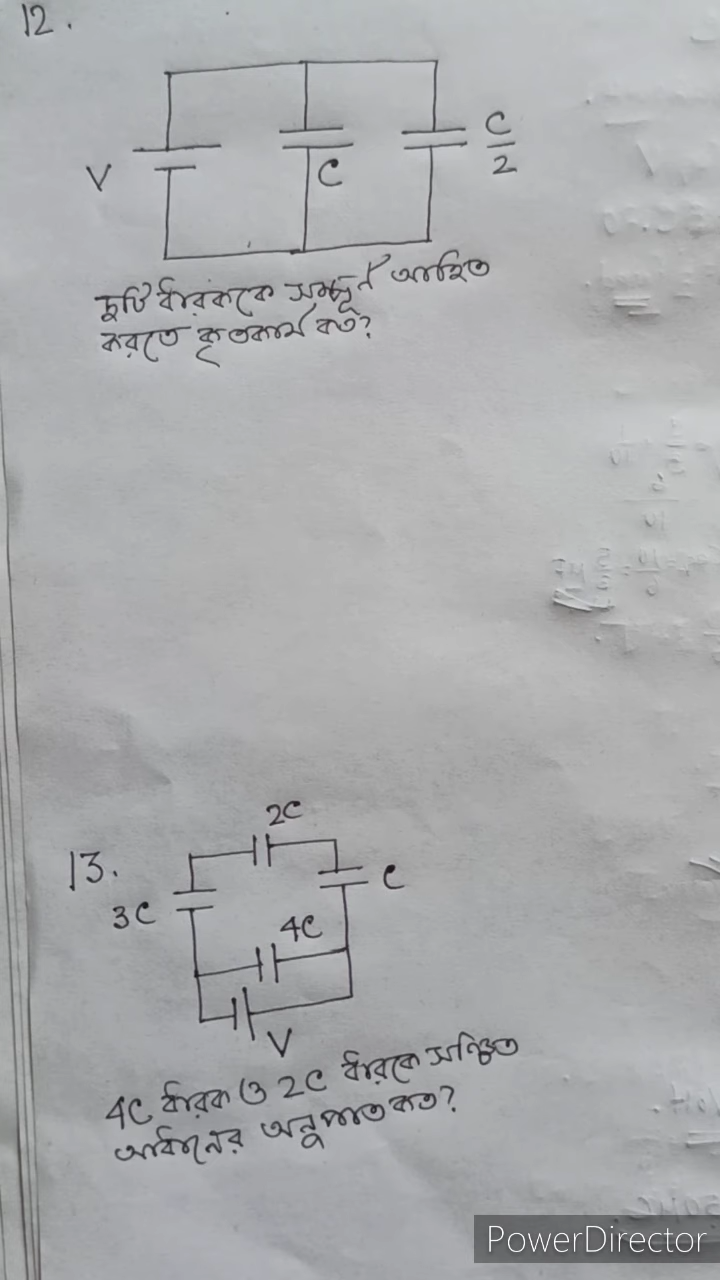 12.
V
C
C
2
দুটি ধারককে সম্পূর্ন আহিত
করতে কৃতকার্য কত?
13.
2C
3C
C
4C
V
4C ধারক ও 2C ধারকে সঞ্চিত
আধানের অনুপাত কত?
PowerDirector